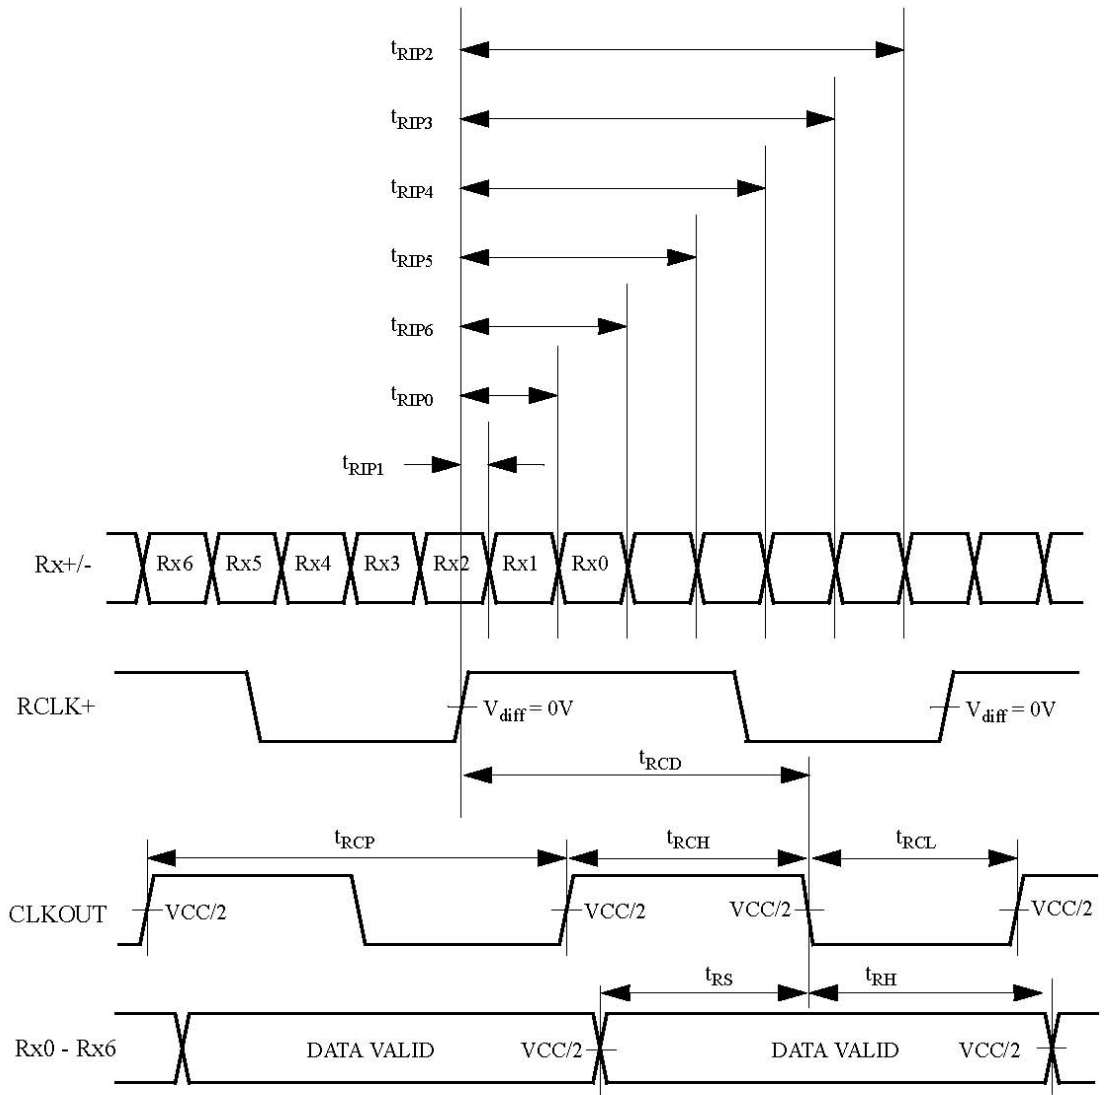 tRIP2
tRIP3
tRIP4
tRIP5
tRIP6
tRIP0
tRIP1
Rx+/- Rx6 Rx5 Rx4 Rx3 Rx2 Rx1 Rx0
RCLK+ Vdiff = 0V Vdiff = 0V
tRCD
tRCP tRCH tRCL
CLKOUT VCC/2 VCC/2 VCC/2 VCC/2
tRS tRH
Rx0 - Rx6 DATA VALID VCC/2 DATA VALID VCC/2